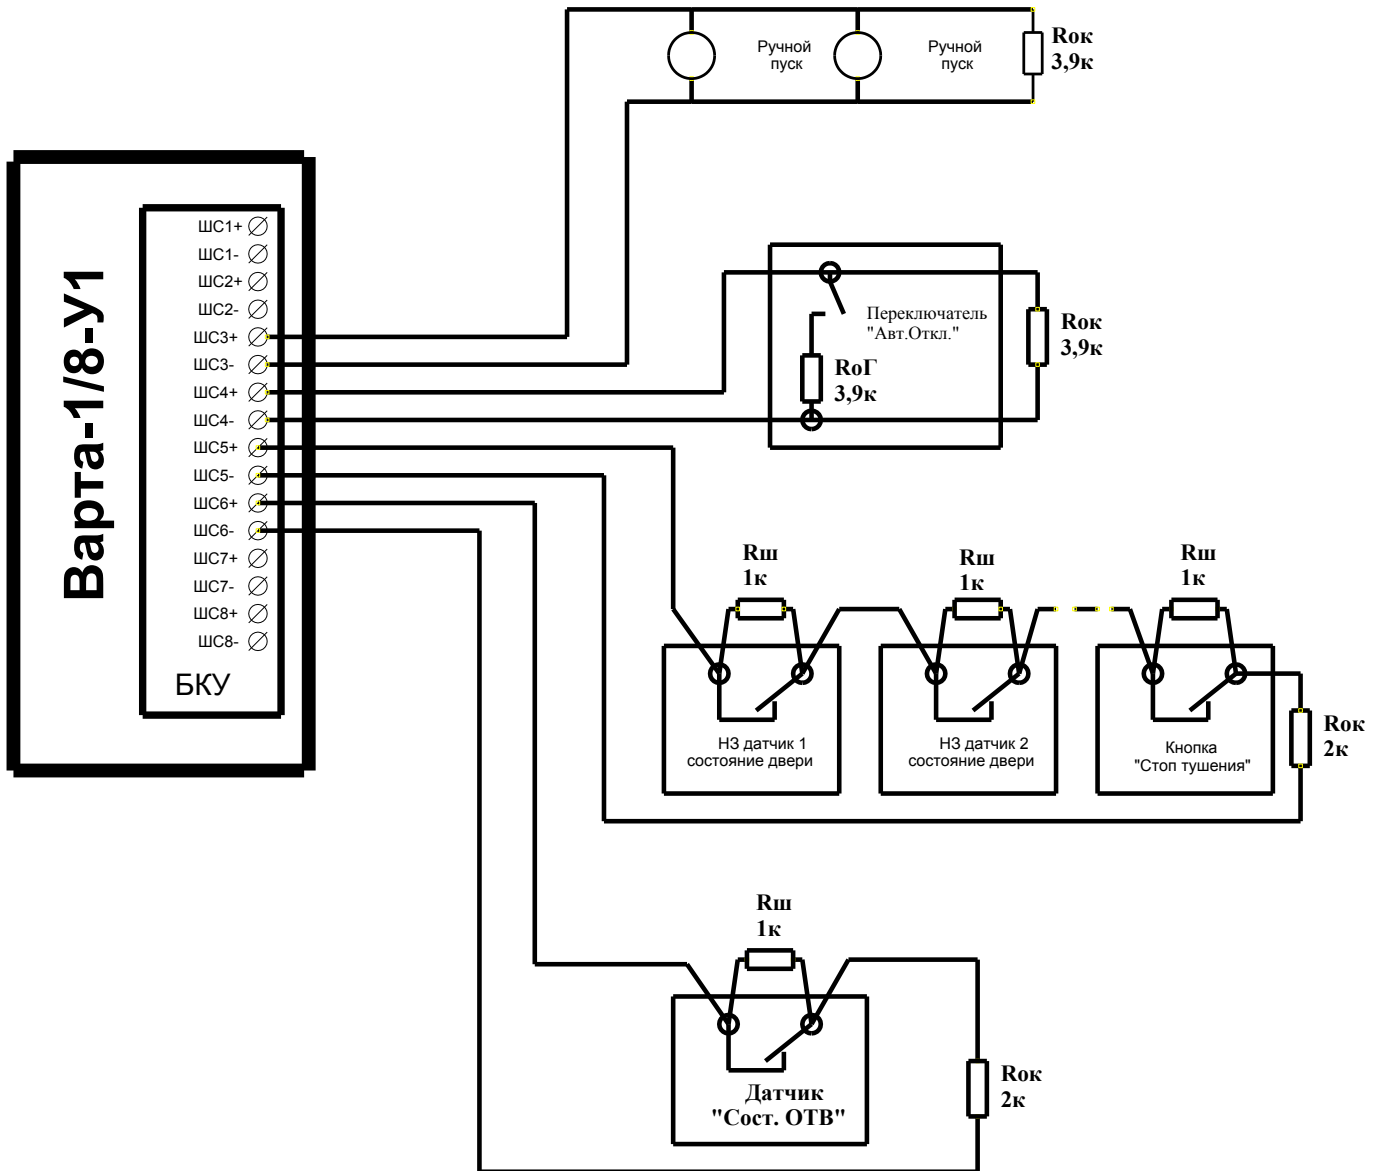 Ручной
пуск
Ручной
пуск
Rок
3,9к
Варта-1/8-У1
ШС1+
ШС1-
ШС2+
ШС2-
ШС3+
ШС3-
ШС4+
ШС4-
ШС5+
ШС5-
ШС6+
ШС6-
ШС7+
ШС7-
ШС8+
ШС8-
БКУ
Переключатель
"Авт.Откл."
RоГ
3,9к
Rок
3,9к
Rш
1к
Rш
1к
Rш
1к
НЗ датчик 1
состояние двери
НЗ датчик 2
состояние двери
Кнопка
"Стоп тушения"
Rок
2к
Rш
1к
Датчик
"Сост. ОТВ"
Rок
2к